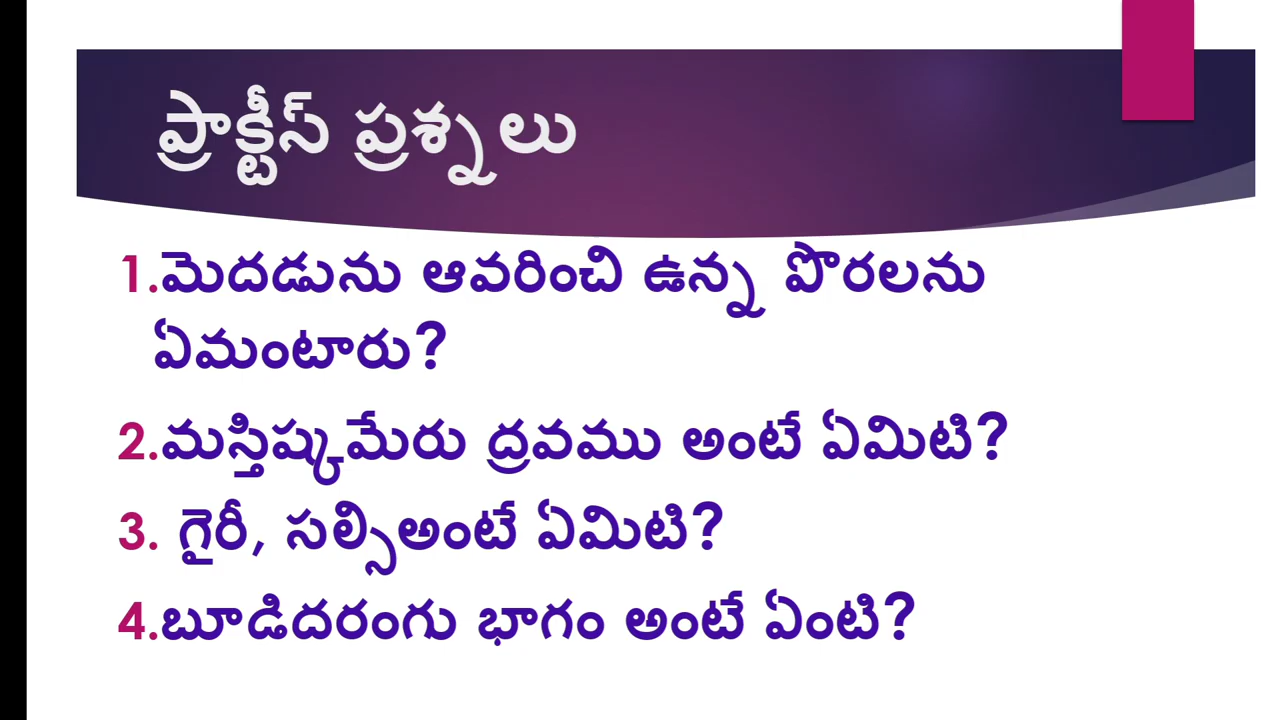 ప్రాక్టీస్ ప్రశ్నలు
1.మెదడును ఆవరించి ఉన్న పొరలను
ఏమంటారు?
2.మస్తిష్కమేరు ద్రవము అంటే ఏమిటి?
3. గైరీ, సల్సిఅంటే ఏమిటి?
4.బూడిదరంగు భాగం అంటే ఏంటి?